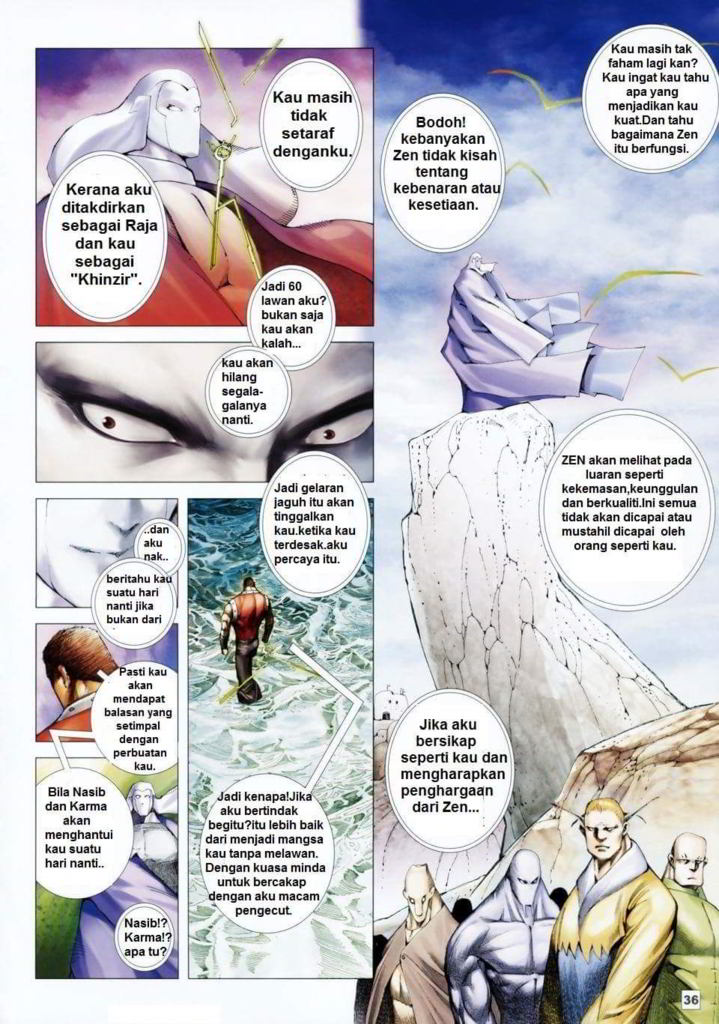 Kau masih tak
faham lagi kan?
Kau ingat kau tahu
apa yang
menjadikan kau
kuat.Dan tahu
bagaimana Zen
itu berfungsi.
Bodoh!
kebanyakan
Zen tidak kisah
tentang
kebenaran atau
kesetiaan.
ZEN akan melihat pada
luaran seperti
kekemasan,keunggulan
dan berkualiti.Ini semua
tidak akan dicapai atau
mustahil dicapai oleh
orang seperti kau.
Jika aku
bersikap
seperti kau dan
mengharapkan
penghargaan
dari Zen...
Kau masih
tidak
setaraf
denganku.
Kerana aku
ditakdirkan
sebagai Raja
dan kau
sebagai
"Khinzir".
Jadi 60
lawan aku?
bukan saja
kau akan
kalah...
kau akan
hilang
segala-
galanya
nanti.
Jadi gelaran
jaguh itu akan
tinggalkan
kau.ketika kau
terdesak.aku
percaya itu.
..dan
aku
nak..
beritahu kau
suatu hari
nanti jika
bukan dari
Pasti kau
akan
mendapat
balasan yang
setimpal
dengan
perbuatan
kau.
Bila Nasib
dan Karma
akan
menghantui
kau suatu
hari nanti..
Nasib!?
Karma!?
apa tu?
Jadi kenapa!Jika
aku bertindak
begitu?itu lebih baik
dari menjadi mangsa
kau tanpa melawan.
Dengan kuasa minda
untuk bercakap
dengan aku macam
pengecut.
36